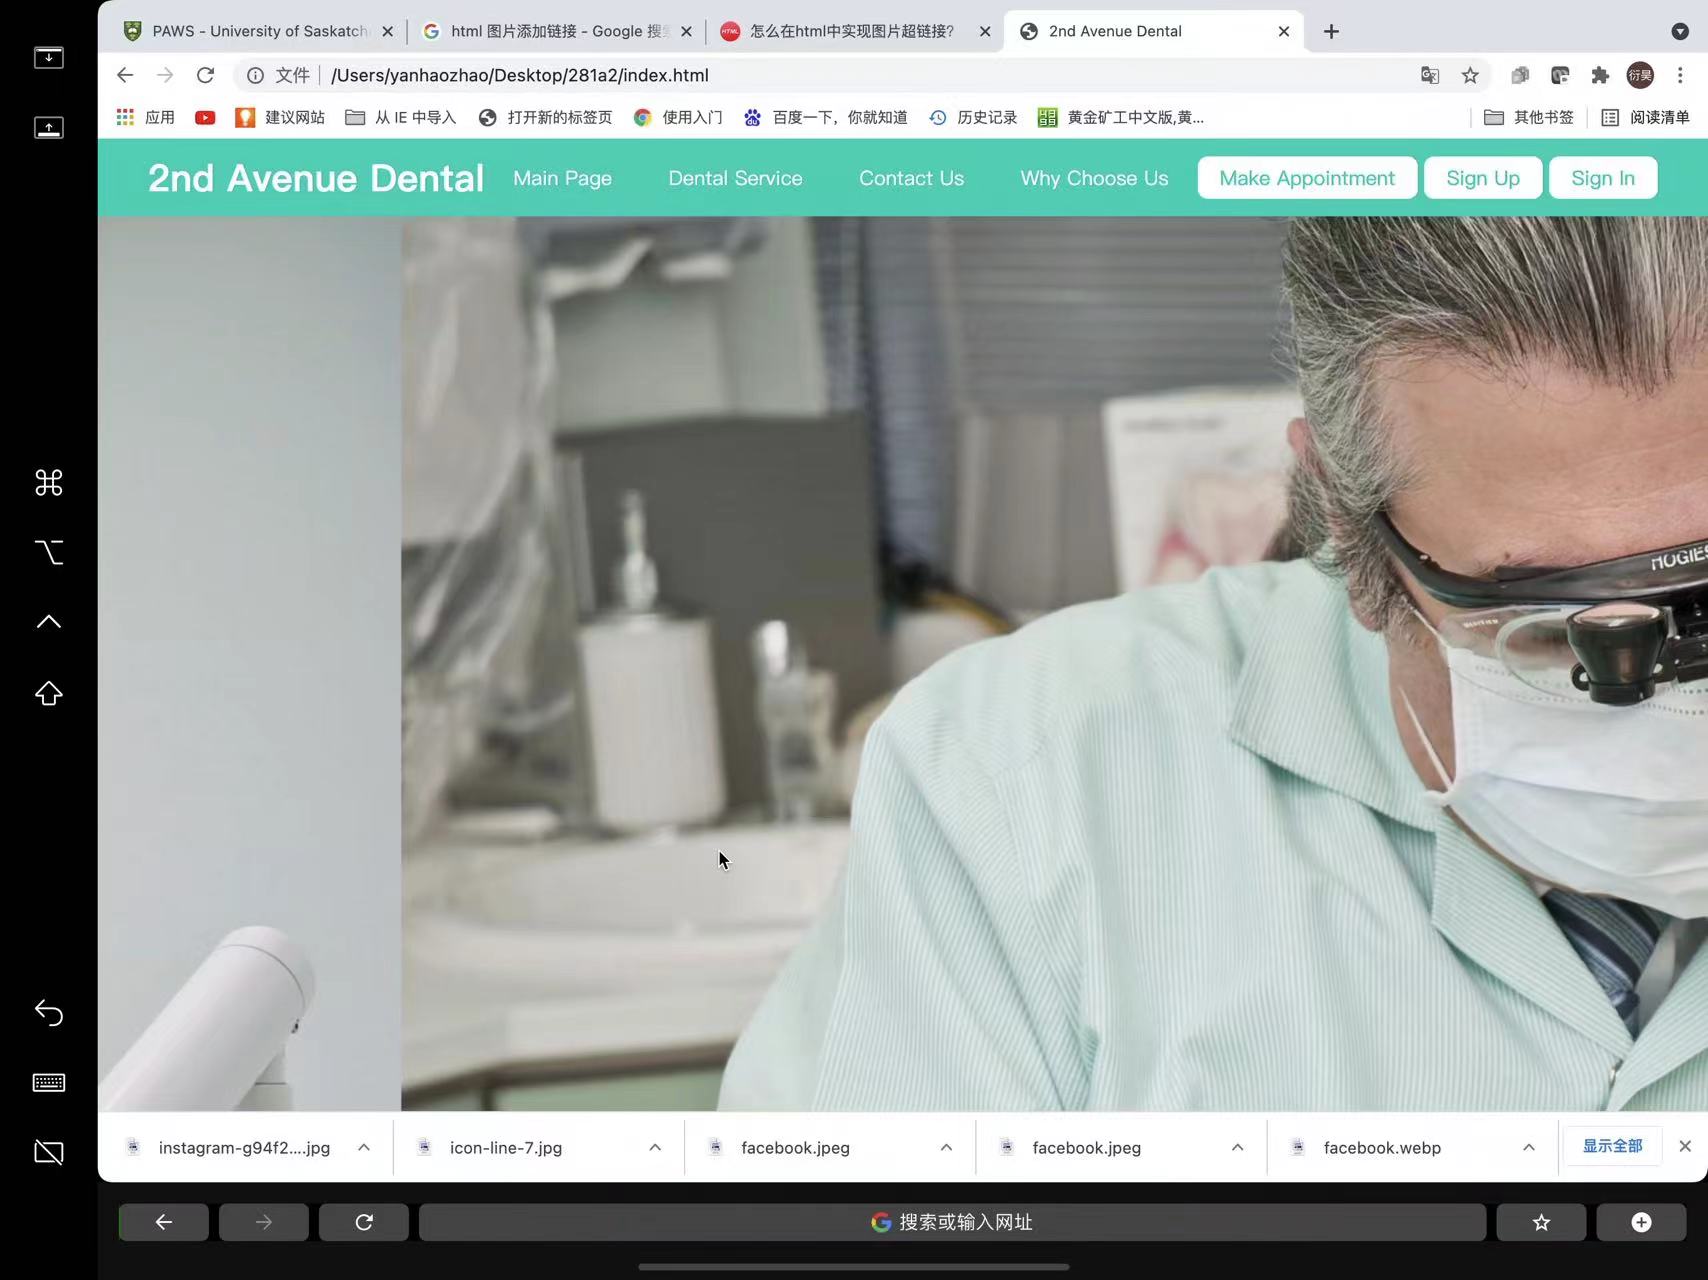 PAWS - University of Saskatch
html 图片添加链接 - Google 搜
怎么在html中实现图片超链接?
2nd Avenue Dental
文件
/Users/yanhaozhao/Desktop/281a2/index.html
衍昊
应用
建议网站
从 IE 中导入
打开新的标签页
使用入门
百度一下，你就知道
历史记录
黄金矿工中文版,黄...
其他书签
阅读清单
2nd Avenue Dental
Main Page
Dental Service
Contact Us
Why Choose Us
Make Appointment
Sign Up
Sign In
HOGIES
instagram-g94f2....jpg
icon-line-7.jpg
facebook.jpeg
facebook.jpeg
facebook.webp
显示全部
搜索或输入网址